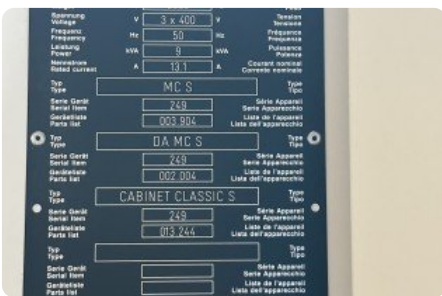 Spannung Voltage V 3 x 400 V Tension Tensione
Frequenz Frequency Hz 50 Hz Fréquence Frequenza
Leistung Power kVA 9 kVA Puissance Potenza
Nennstrom Rated current A 13.1 A Courant nominale Corrente nominale
Typ Type MC S Type Tipo
Serie Gerät Serial Item 249 Série Appareil Serie Apparecchio
Geräteliste Parts list 003.904 Liste de l'appareil Lista dell'apparecchio
Typ Type DA MC S Type Tipo
Serie Gerät Serial Item 249 Série Appareil Serie Apparecchio
Geräteliste Parts list 002.004 Liste de l'appareil Lista dell'apparecchio
Typ Type CABINET CLASSIC S Type Tipo
Serie Gerät Serial Item 249 Série Appareil Serie Apparecchio
Geräteliste Parts list 013.244 Liste de l'appareil Lista dell'apparecchio
Typ Type Type Tipo
Serie Gerät Serial Item Série Appareil Serie Apparecchio
Geräteliste Parts list Liste de l'appareil Lista dell'apparecchio